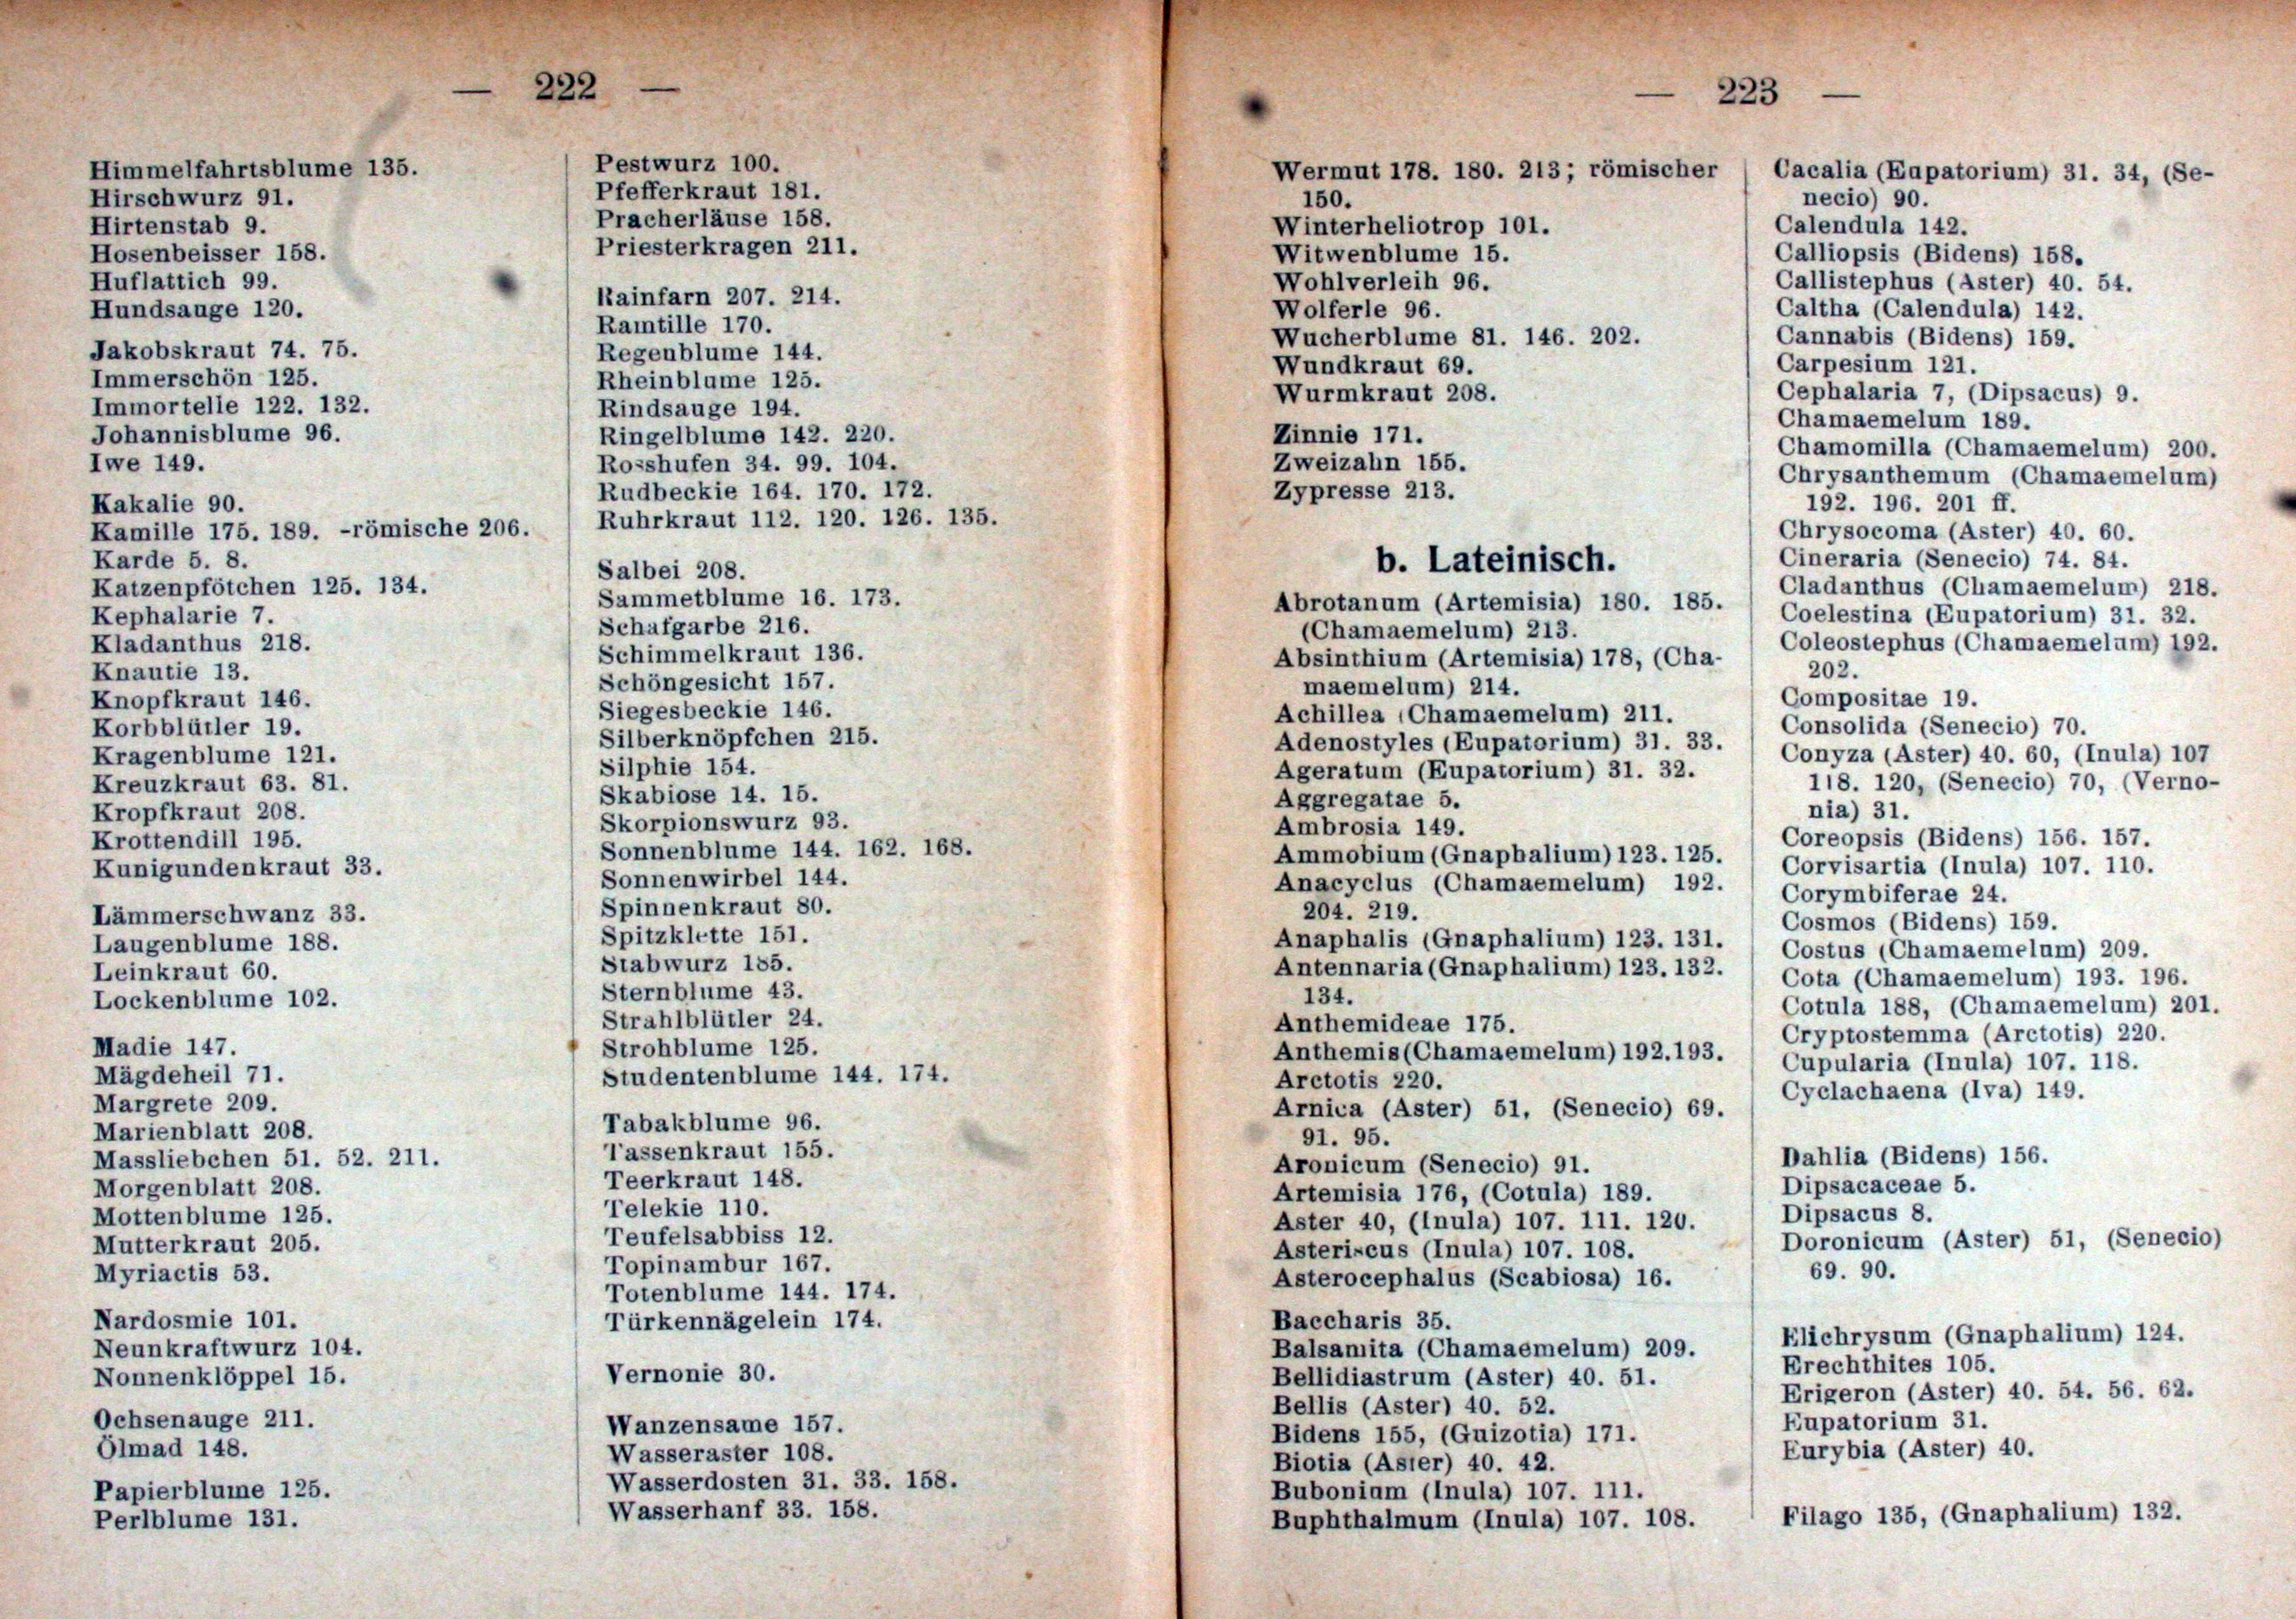 — 222 —
Himmelfahrtsblume 135.
Hirschwurz 91.
Hirtenstab 9.
Hosenbeisser 158.
Huflattich 99.
Hundsauge 120.
Jakobskraut 74. 75.
Immerschön 125.
Immortelle 122. 132.
Johannisblume 96.
Iwe 149.
Kakalie 90.
Kamille 175. 189. -römische 206.
Karde 5. 8.
Katzenpfötchen 125. 134.
Kephalarie 7.
Kladanthus 218.
Knautie 13.
Knopfkraut 146.
Korbblütler 19.
Kragenblume 121.
Kreuzkraut 63. 81.
Kropfkraut 208.
Krottendill 195.
Kunigundenkraut 33.
Lämmerschwanz 33.
Laugenblume 188.
Leinkraut 60.
Lockenblume 102.
Madie 147.
Mägdeheil 71.
Margrete 209.
Marienblatt 208.
Massliebchen 51. 52. 211.
Morgenblatt 208.
Mottenblume 125.
Mutterkraut 205.
Myriactis 53.
Nardosmie 101.
Neunkraftwurz 104.
Nonnenklöppel 15.
Ochsenauge 211.
Ölmad 148.
Papierblume 125.
Perlblume 131.
Pestwurz 100.
Pfefferkraut 181.
Pracherläuse 158.
Priesterkragen 211.
Rainfarn 207. 214.
Ramtille 170.
Regenblume 144.
Rheinblume 125.
Rindsauge 194.
Ringelblume 142. 220.
Rosshufen 34. 99. 104.
Rudbeckie 164. 170. 172.
Ruhrkraut 112. 120. 126. 135.
Salbei 208.
Sammetblume 16. 173.
Schafgarbe 216.
Schimmelkraut 136.
Schöngesicht 157.
Siegesbeckie 146.
Silberknöpfchen 215.
Silphie 154.
Skabiose 14. 15.
Skorpionswurz 93.
Sonnenblume 144. 162. 168.
Sonnenwirbel 144.
Spinnenkraut 80.
Spitzklette 151.
Stabwurz 185.
Sternblume 43.
Strahlblütler 24.
Strohblume 125.
Studentenblume 144. 174.
Tabakblume 96.
Tassenkraut 155.
Teerkraut 148.
Telekie 110.
Teufelsabbiss 12.
Topinambur 167.
Totenblume 144. 174.
Türkennägelein 174.
Vernonie 30.
Wanzensame 157.
Wasseraster 108.
Wasserdosten 31. 33. 158.
Wasserhanf 33. 158.
— 223 —
Wermut 178. 180. 213; römischer
150.
Winterheliotrop 101.
Witwenblume 15.
Wohlverleih 96.
Wolferle 96.
Wucherblume 81. 146. 202.
Wundkraut 69.
Wurmkraut 208.
Zinnie 171.
Zweizahn 155.
Zypresse 213.
b. Lateinisch.
Abrotanum (Artemisia) 180. 185.
(Chamaemelum) 213.
Absinthium (Artemisia) 178, (Cha-
maemelum) 214.
Achillea (Chamaemelum) 211.
Adenostyles (Eupatorium) 31. 33.
Ageratum (Eupatorium) 31. 32.
Aggregatae 5.
Ambrosia 149.
Ammobium (Gnaphalium) 123. 125.
Anacyclus (Chamaemelum) 192.
204. 219.
Anaphalis (Gnaphalium) 123. 131.
Antennaria (Gnaphalium) 123. 132.
134.
Anthemideae 175.
Anthemis (Chamaemelum) 192. 193.
Arctotis 220.
Arnica (Aster) 51, (Senecio) 69.
91. 95.
Aronicum (Senecio) 91.
Artemisia 176, (Cotula) 189.
Aster 40, (Inula) 107. 111. 120.
Asteriscus (Inula) 107. 108.
Asterocephalus (Scabiosa) 16.
Baccharis 35.
Balsamita (Chamaemelum) 209.
Bellidiastrum (Aster) 40. 51.
Bellis (Aster) 40. 52.
Bidens 155, (Guizotia) 171.
Biotia (Aster) 40. 42.
Bubonium (Inula) 107. 111.
Buphthalmum (Inula) 107. 108.
Cacalia (Eupatorium) 31. 34, (Se-
necio) 90.
Calendula 142.
Calliopsis (Bidens) 158.
Callistephus (Aster) 40. 54.
Caltha (Calendula) 142.
Cannabis (Bidens) 159.
Carpesium 121.
Cephalaria 7, (Dipsacus) 9.
Chamaemelum 189.
Chamomilla (Chamaemelum) 200.
Chrysanthemum (Chamaemelum)
192. 196. 201 ff.
Chrysocoma (Aster) 40. 60.
Cineraria (Senecio) 74. 84.
Cladanthus (Chamaemelum) 218.
Coelestina (Eupatorium) 31. 32.
Coleostephus (Chamaemelum) 192.
202.
Compositae 19.
Consolida (Senecio) 70.
Conyza (Aster) 40. 60, (Inula) 107
118. 120, (Senecio) 70, (Verno-
nia) 31.
Coreopsis (Bidens) 156. 157.
Corvisartia (Inula) 107. 110.
Corymbiferae 24.
Cosmos (Bidens) 159.
Costus (Chamaemelum) 209.
Cota (Chamaemelum) 193. 196.
Cotula 188, (Chamaemelum) 201.
Cryptostemma (Arctotis) 220.
Cupularia (Inula) 107. 118.
Cyclachaena (Iva) 149.
Dahlia (Bidens) 156.
Dipsacaceae 5.
Dipsacus 8.
Doronicum (Aster) 51, (Senecio)
69. 90.
Elichrysum (Gnaphalium) 124.
Erechthites 105.
Erigeron (Aster) 40. 54. 56. 62.
Eupatorium 31.
Eurybia (Aster) 40.
Filago 135, (Gnaphalium) 132.